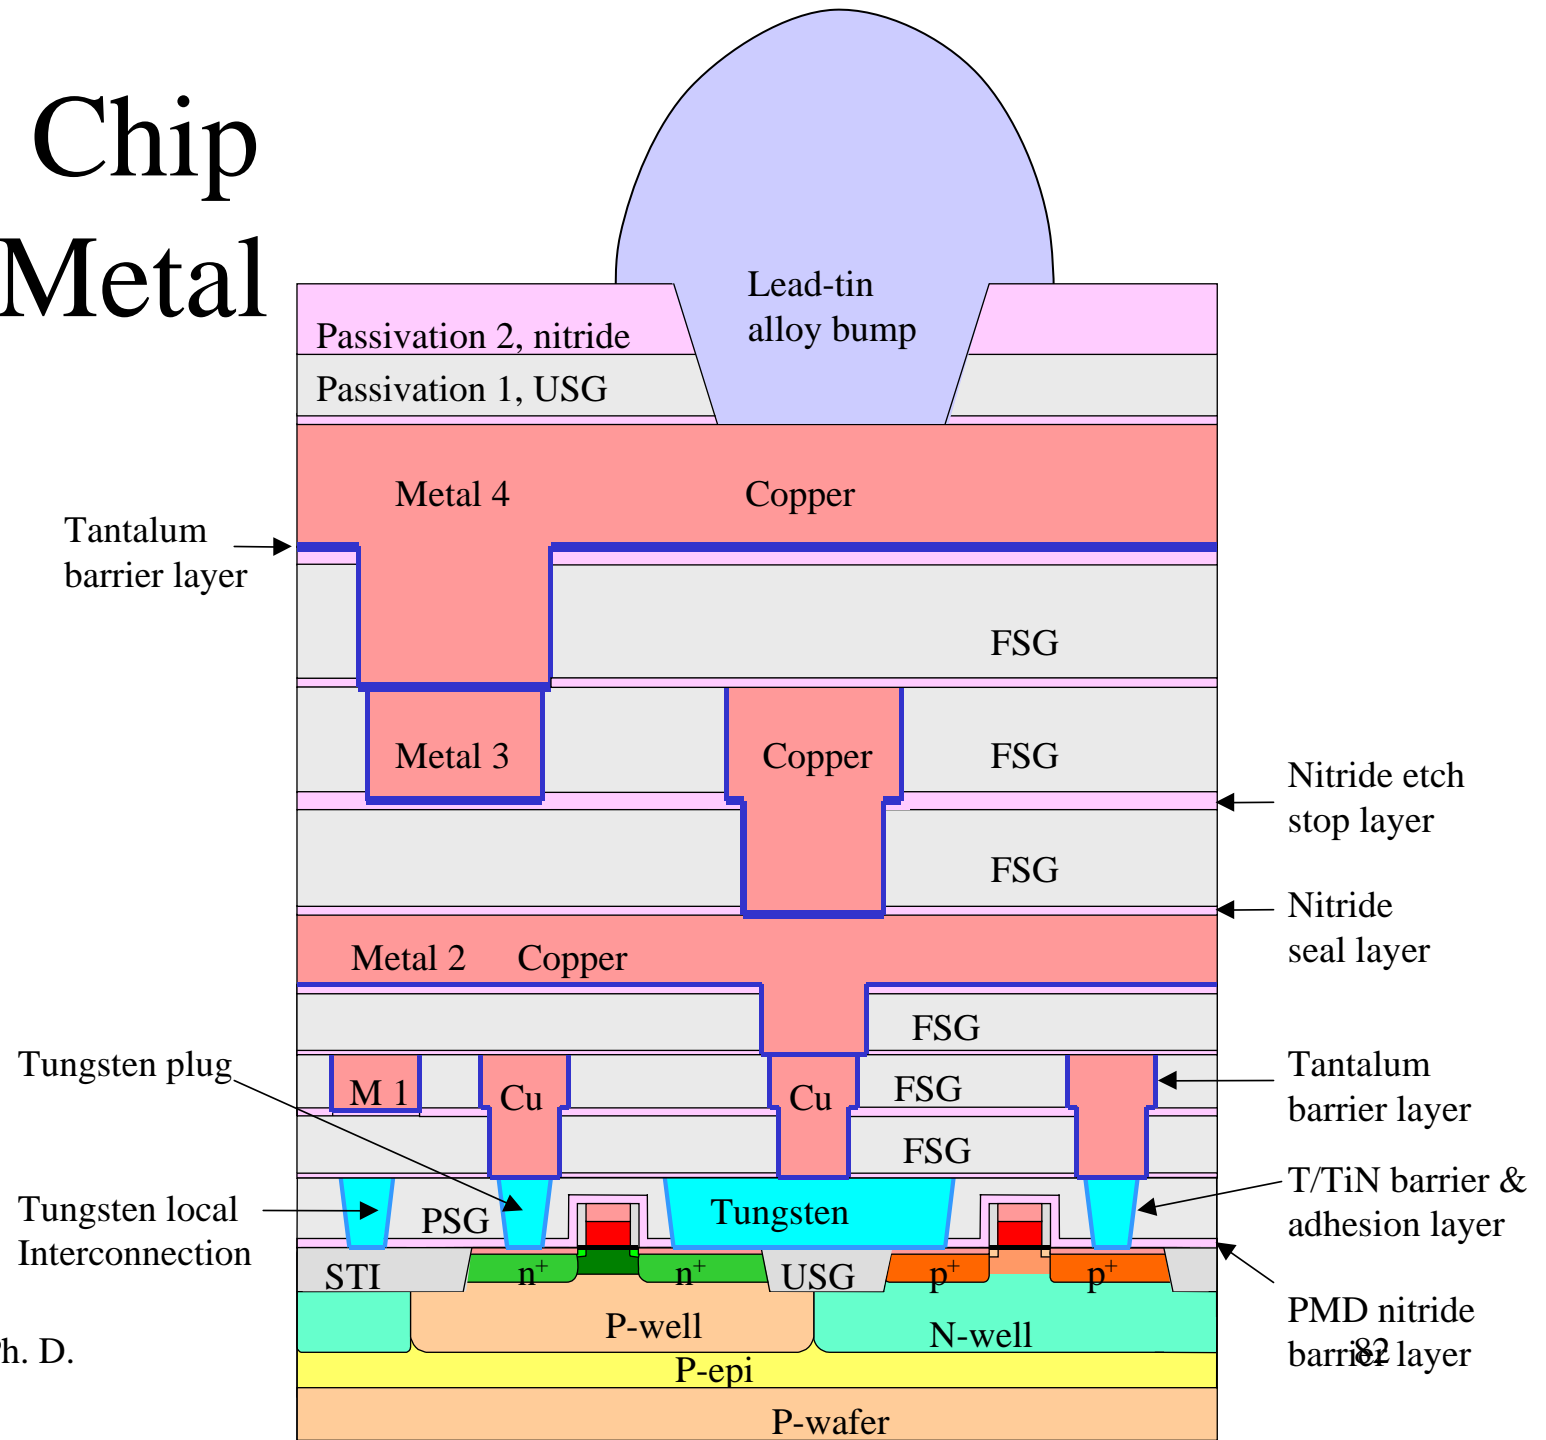 Chip
Metal
Lead-tin
alloy bump
Passivation 2, nitride
Passivation 1, USG
Metal 4
Copper
Tantalum
barrier layer
FSG
Metal 3
Copper
FSG
Nitride etch
stop layer
FSG
Nitride
seal layer
Metal 2
Copper
FSG
Tungsten plug
M 1
Cu
Cu
FSG
Tantalum
barrier layer
FSG
Tungsten local
Interconnection
PSG
Tungsten
T/TiN barrier &
adhesion layer
STI
n+
n+
USG
p+
p+
PMD nitride
barrier layer
P-well
N-well
h. D.
82
P-epi
P-wafer